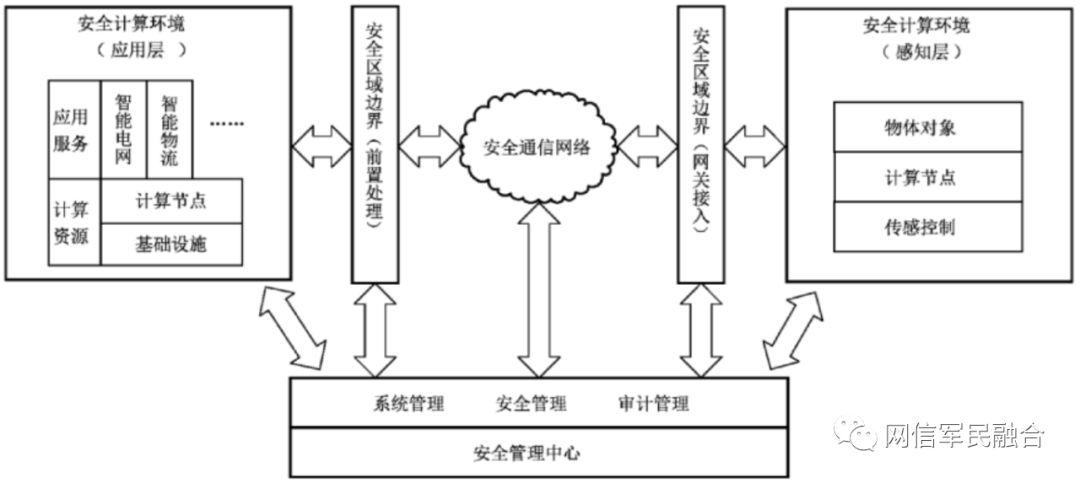 安全计算环境
（ 应用层 ）
应用
服务
智能电网
智能物流
……
计算
资源
计算节点
基础设施
安全区域边界（前置处理）
安全通信网络
安全区域边界（网关接入）
安全计算环境
（ 感知层 ）
物体对象
计算节点
传感控制
系统管理 安全管理 审计管理
安全管理中心
网信军民融合